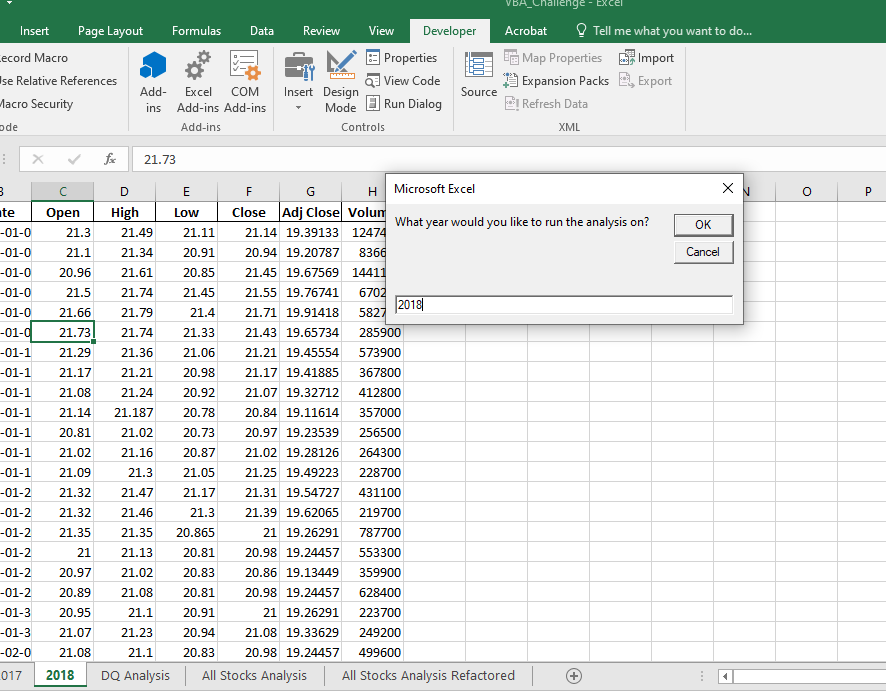 VBA_Challenge - Excel
Insert Page Layout Formulas Data Review View Developer Acrobat Tell me what you want to do...
ecord Macro
se Relative References
acro Security
ode
Add-ins
Excel Add-ins
COM Add-ins
Add-ins
Insert
Design Mode
Properties
View Code
Run Dialog
Controls
Source
Map Properties
Expansion Packs
Refresh Data
Import
Export
XML
fx 21.73
C D E F G H N O P
ate Open High Low Close Adj Close Volum
-01-0 21.3 21.49 21.11 21.14 19.39133 12474
-01-0 21.1 21.34 20.91 20.94 19.20787 8366
-01-0 20.96 21.61 20.85 21.45 19.67569 14411
-01-0 21.5 21.74 21.45 21.55 19.76741 6702
-01-0 21.66 21.79 21.4 21.71 19.91418 5827
-01-0 21.73 21.74 21.33 21.43 19.65734 285900
-01-1 21.29 21.36 21.06 21.21 19.45554 573900
-01-1 21.17 21.21 20.98 21.17 19.41885 367800
-01-1 21.08 21.24 20.92 21.07 19.32712 412800
-01-1 21.14 21.187 20.78 20.84 19.11614 357000
-01-1 20.81 21.02 20.73 20.97 19.23539 256500
-01-1 21.02 21.16 20.87 21.02 19.28126 264300
-01-1 21.09 21.3 21.05 21.25 19.49223 228700
-01-2 21.32 21.47 21.17 21.31 19.54727 431100
-01-2 21.32 21.46 21.3 21.39 19.62065 219700
-01-2 21.35 21.35 20.865 21 19.26291 787700
-01-2 21 21.13 20.81 20.98 19.24457 553300
-01-2 20.97 21.02 20.83 20.86 19.13449 359900
-01-2 20.89 21.08 20.81 20.98 19.24457 628400
-01-3 20.95 21.1 20.91 21 19.26291 223700
-01-3 21.07 21.23 20.94 21.08 19.33629 249200
-02-0 21.08 21.1 20.83 20.98 19.24457 499600
Microsoft Excel
What year would you like to run the analysis on?
OK
Cancel
2018
017 2018 DQ Analysis All Stocks Analysis All Stocks Analysis Refactored